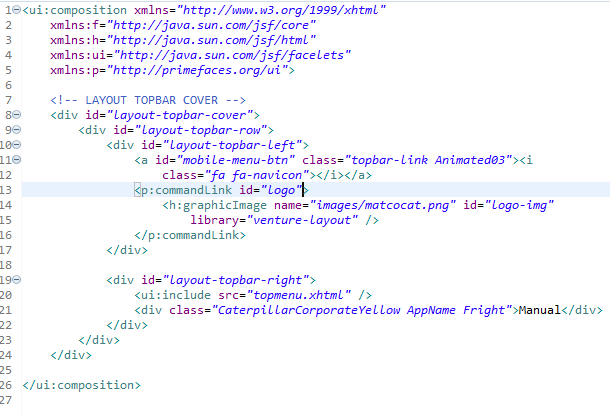 1 <ui:composition xmlns="http://www.w3.org/1999/xhtml"
2     xmlns:f="http://java.sun.com/jsf/core"
3     xmlns:h="http://java.sun.com/jsf/html"
4     xmlns:ui="http://java.sun.com/jsf/facelets"
5     xmlns:p="http://primefaces.org/ui">
6
7     <!-- LAYOUT TOPBAR COVER -->
8     <div id="layout-topbar-cover">
9         <div id="layout-topbar-row">
10             <div id="layout-topbar-left">
11                 <a id="mobile-menu-btn" class="topbar-link Animated03"><i
12                     class="fa fa-navicon"></i></a>
13                 <p:commandLink id="logo">
14                     <h:graphicImage name="images/matcocat.png" id="logo-img"
15                         library="venture-layout" />
16                 </p:commandLink>
17             </div>
18
19             <div id="layout-topbar-right">
20                 <ui:include src="topmenu.xhtml" />
21                 <div class="CaterpillarCorporateYellow AppName Fright">Manual</div>
22             </div>
23         </div>
24     </div>
25
26 </ui:composition>
27